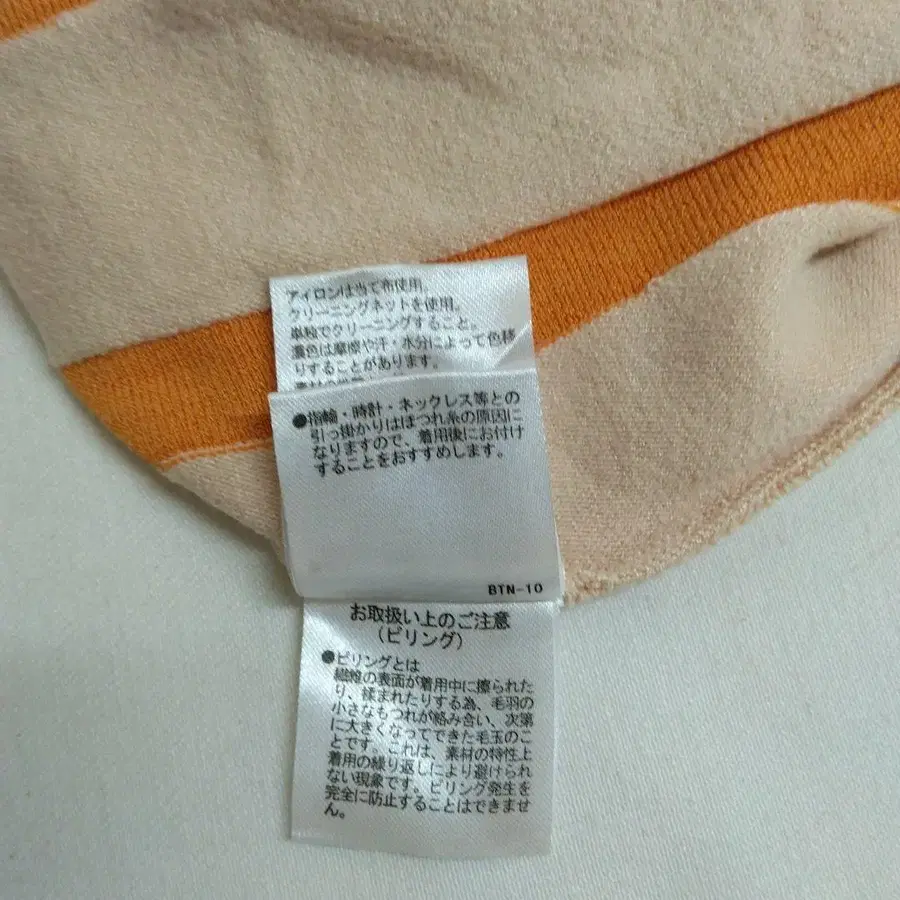 アイロンは当て布使用。
クリーニングネットを使用。
単独でクリーニングすること。
濃色は摩擦や汗・水分によって色移
りすることがあります。
●指輪・時計・ネックレス等との
引っ掛かりはほつれ糸の原因に
なりますので、着用後にお付け
することをおすすめします。
BTN-10
お取扱い上のご注意
(ピリング)
●ピリングとは
繊維の表面が着用中に擦られた
り、揉まれたりする為、毛羽の
小さなもつれが絡み合い、次第
に大きくなってできた毛玉のこ
とです。これは、素材の特性上
着用の繰り返しにより避けられ
ない現象です。ピリング発生を
完全に防止することはできませ
ん。